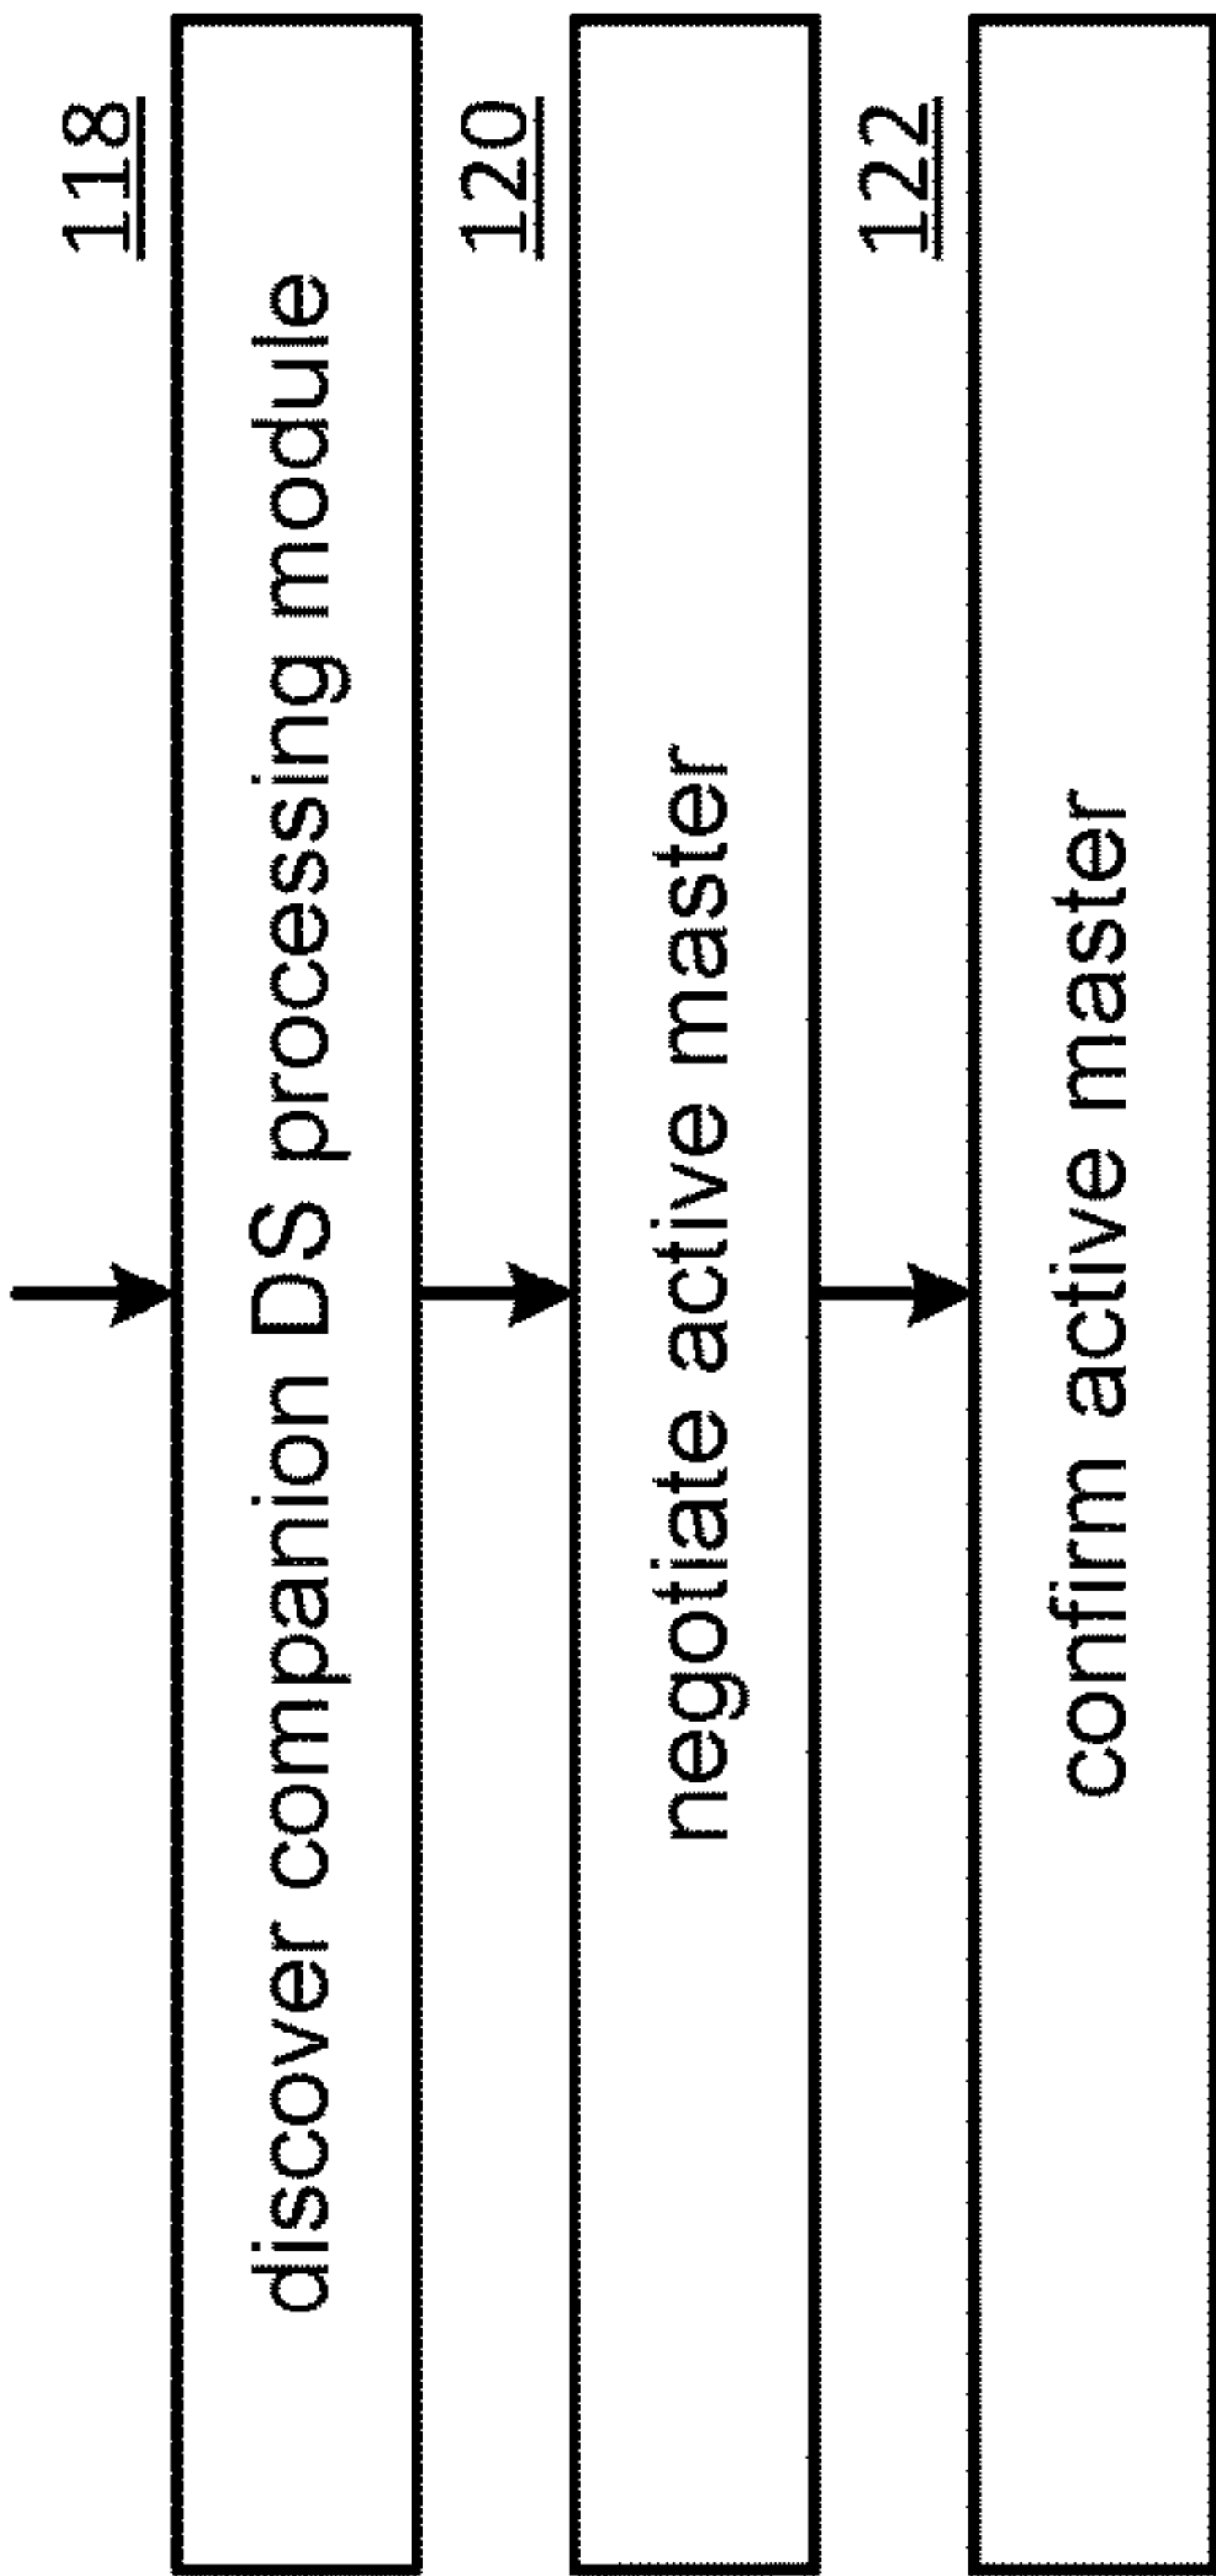 118
discover companion DS processing module
120
negotiate active master
122
confirm active master